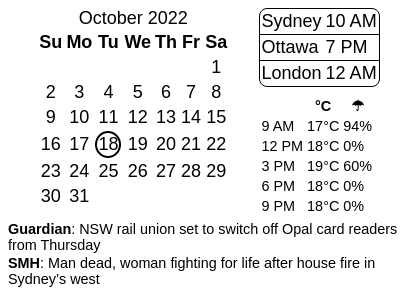 October 2022
Su Mo Tu We Th Fr Sa
1
2 3 4 5 6 7 8
9 10 11 12 13 14 15
16 17 18 19 20 21 22
23 24 25 26 27 28 29
30 31
Sydney 10 AM
Ottawa 7 PM
London 12 AM
°C ☂
9 AM 17°C 94%
12 PM 18°C 0%
3 PM 19°C 60%
6 PM 18°C 0%
9 PM 18°C 0%
Guardian: NSW rail union set to switch off Opal card readers
from Thursday
SMH: Man dead, woman fighting for life after house fire in
Sydney’s west